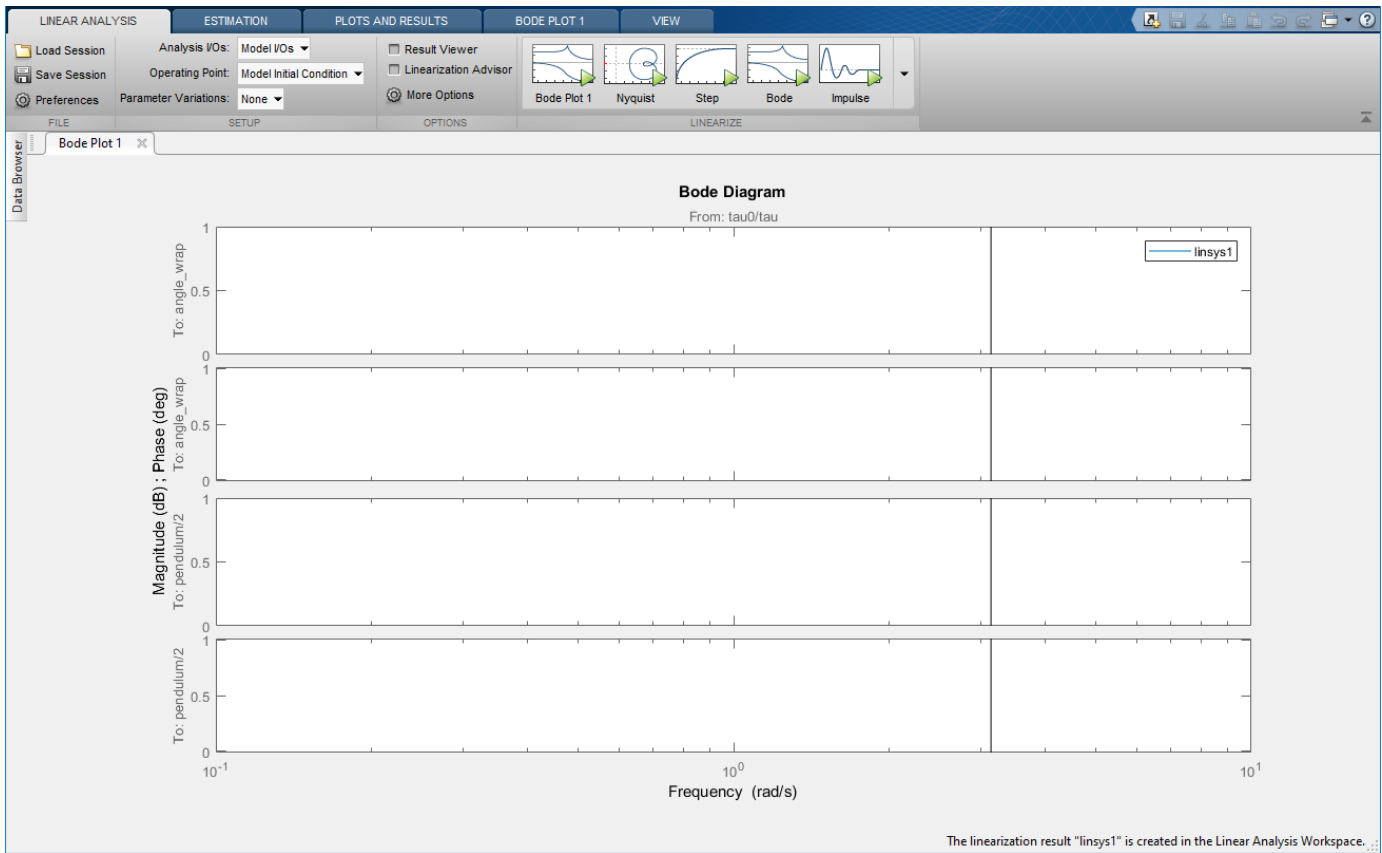 LINEAR ANALYSIS ESTIMATION PLOTS AND RESULTS BODE PLOT 1 VIEW
Load Session
Save Session
Preferences
FILE
Analysis I/Os: Model I/Os
Operating Point: Model Initial Condition
Parameter Variations: None
SETUP
Result Viewer
Linearization Advisor
More Options
OPTIONS
Bode Plot 1 Nyquist Step Bode Impulse
LINEARIZE
Data Browser
Bode Plot 1
Bode Diagram
From: tau0/tau
Magnitude (dB) ; Phase (deg)
To: angle_wrap
1
0.5
0
linsys1
To: angle_wrap
1
0.5
0
To: pendulum/2
1
0.5
0
To: pendulum/2
1
0.5
0
10^-1 10^0 10^1
Frequency (rad/s)
The linearization result "linsys1" is created in the Linear Analysis Workspace.